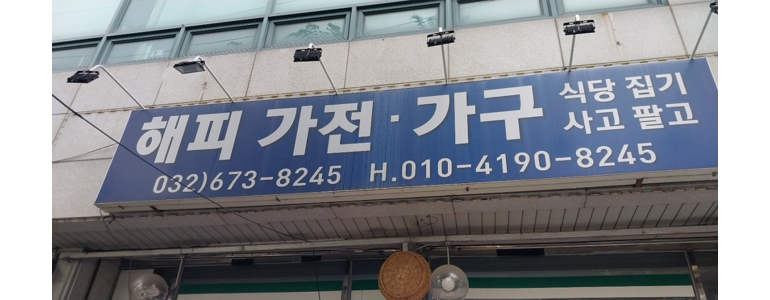 해피 가전·가구
식당 집기
사고 팔고
032)673-8245 H.010-4190-8245